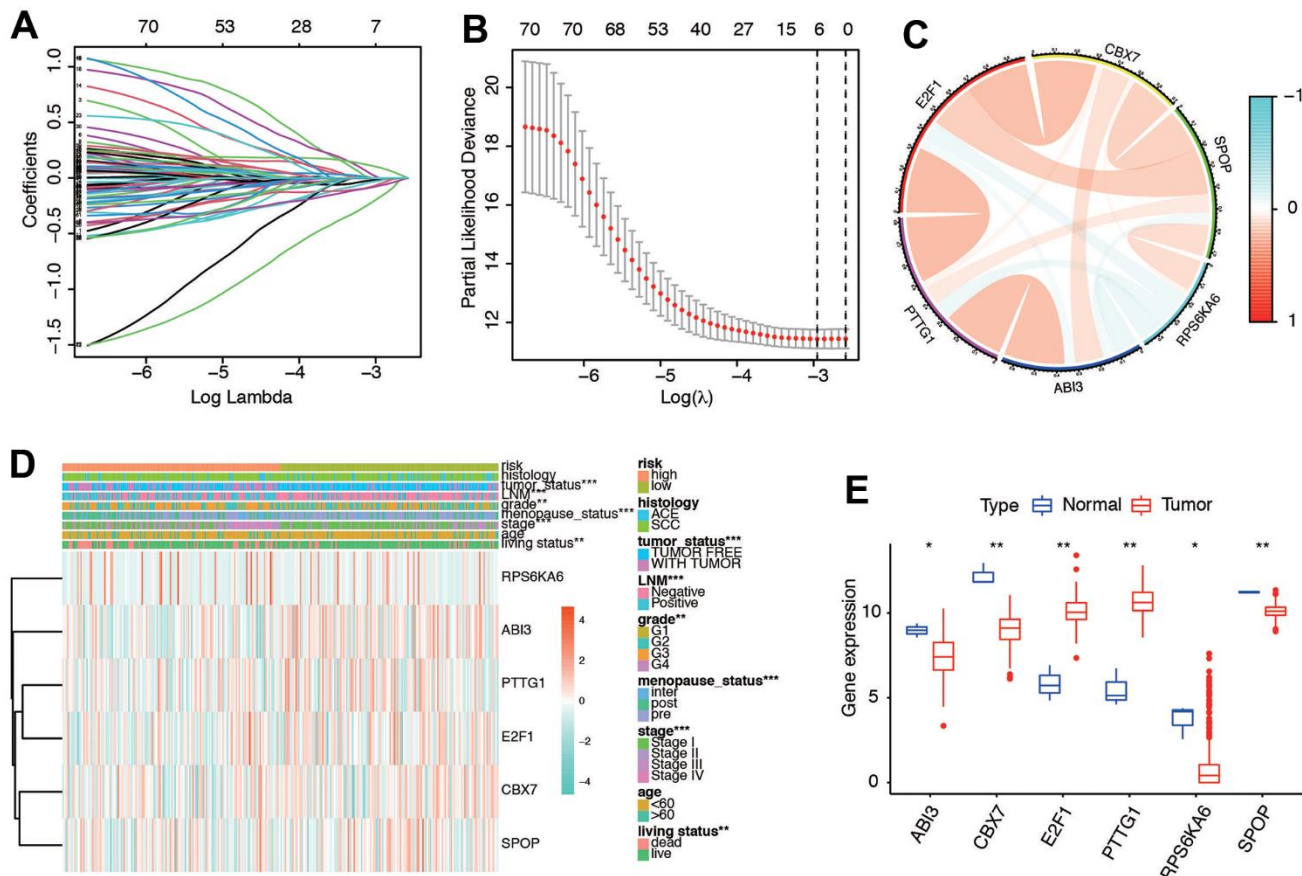 A
70 53 28 7
1.0
0.5
0.0
−0.5
−1.0
−1.5
Coefficients
−6 −5 −4 −3
Log Lambda
B
70 70 68 53 40 27 15 6 0
20
18
16
14
12
Partial Likelihood Deviance
−6 −5 −4 −3
Log(λ)
C
CBX7
E2F1
SPOP
PTTG1
RPS6KA6
ABI3
−1
0
1
D
risk
histology
tumor_status***
LNM***
grade**
menopause_status***
stage***
age
living status**
RPS6KA6
ABI3
PTTG1
E2F1
CBX7
SPOP
4
2
0
−2
−4
risk
high
low
histology
ACE
SCC
tumor_status***
TUMOR FREE
WITH TUMOR
LNM***
Negative
Positive
grade**
G1
G2
G3
G4
menopause_status***
inter
post
pre
stage***
Stage I
Stage II
Stage III
Stage IV
age
<60
>60
living status**
dead
live
E
Type Normal Tumor
* ** ** ** * **
10
5
0
Gene expression
ABI3
CBX7
E2F1
PTTG1
RPS6KA6
SPOP